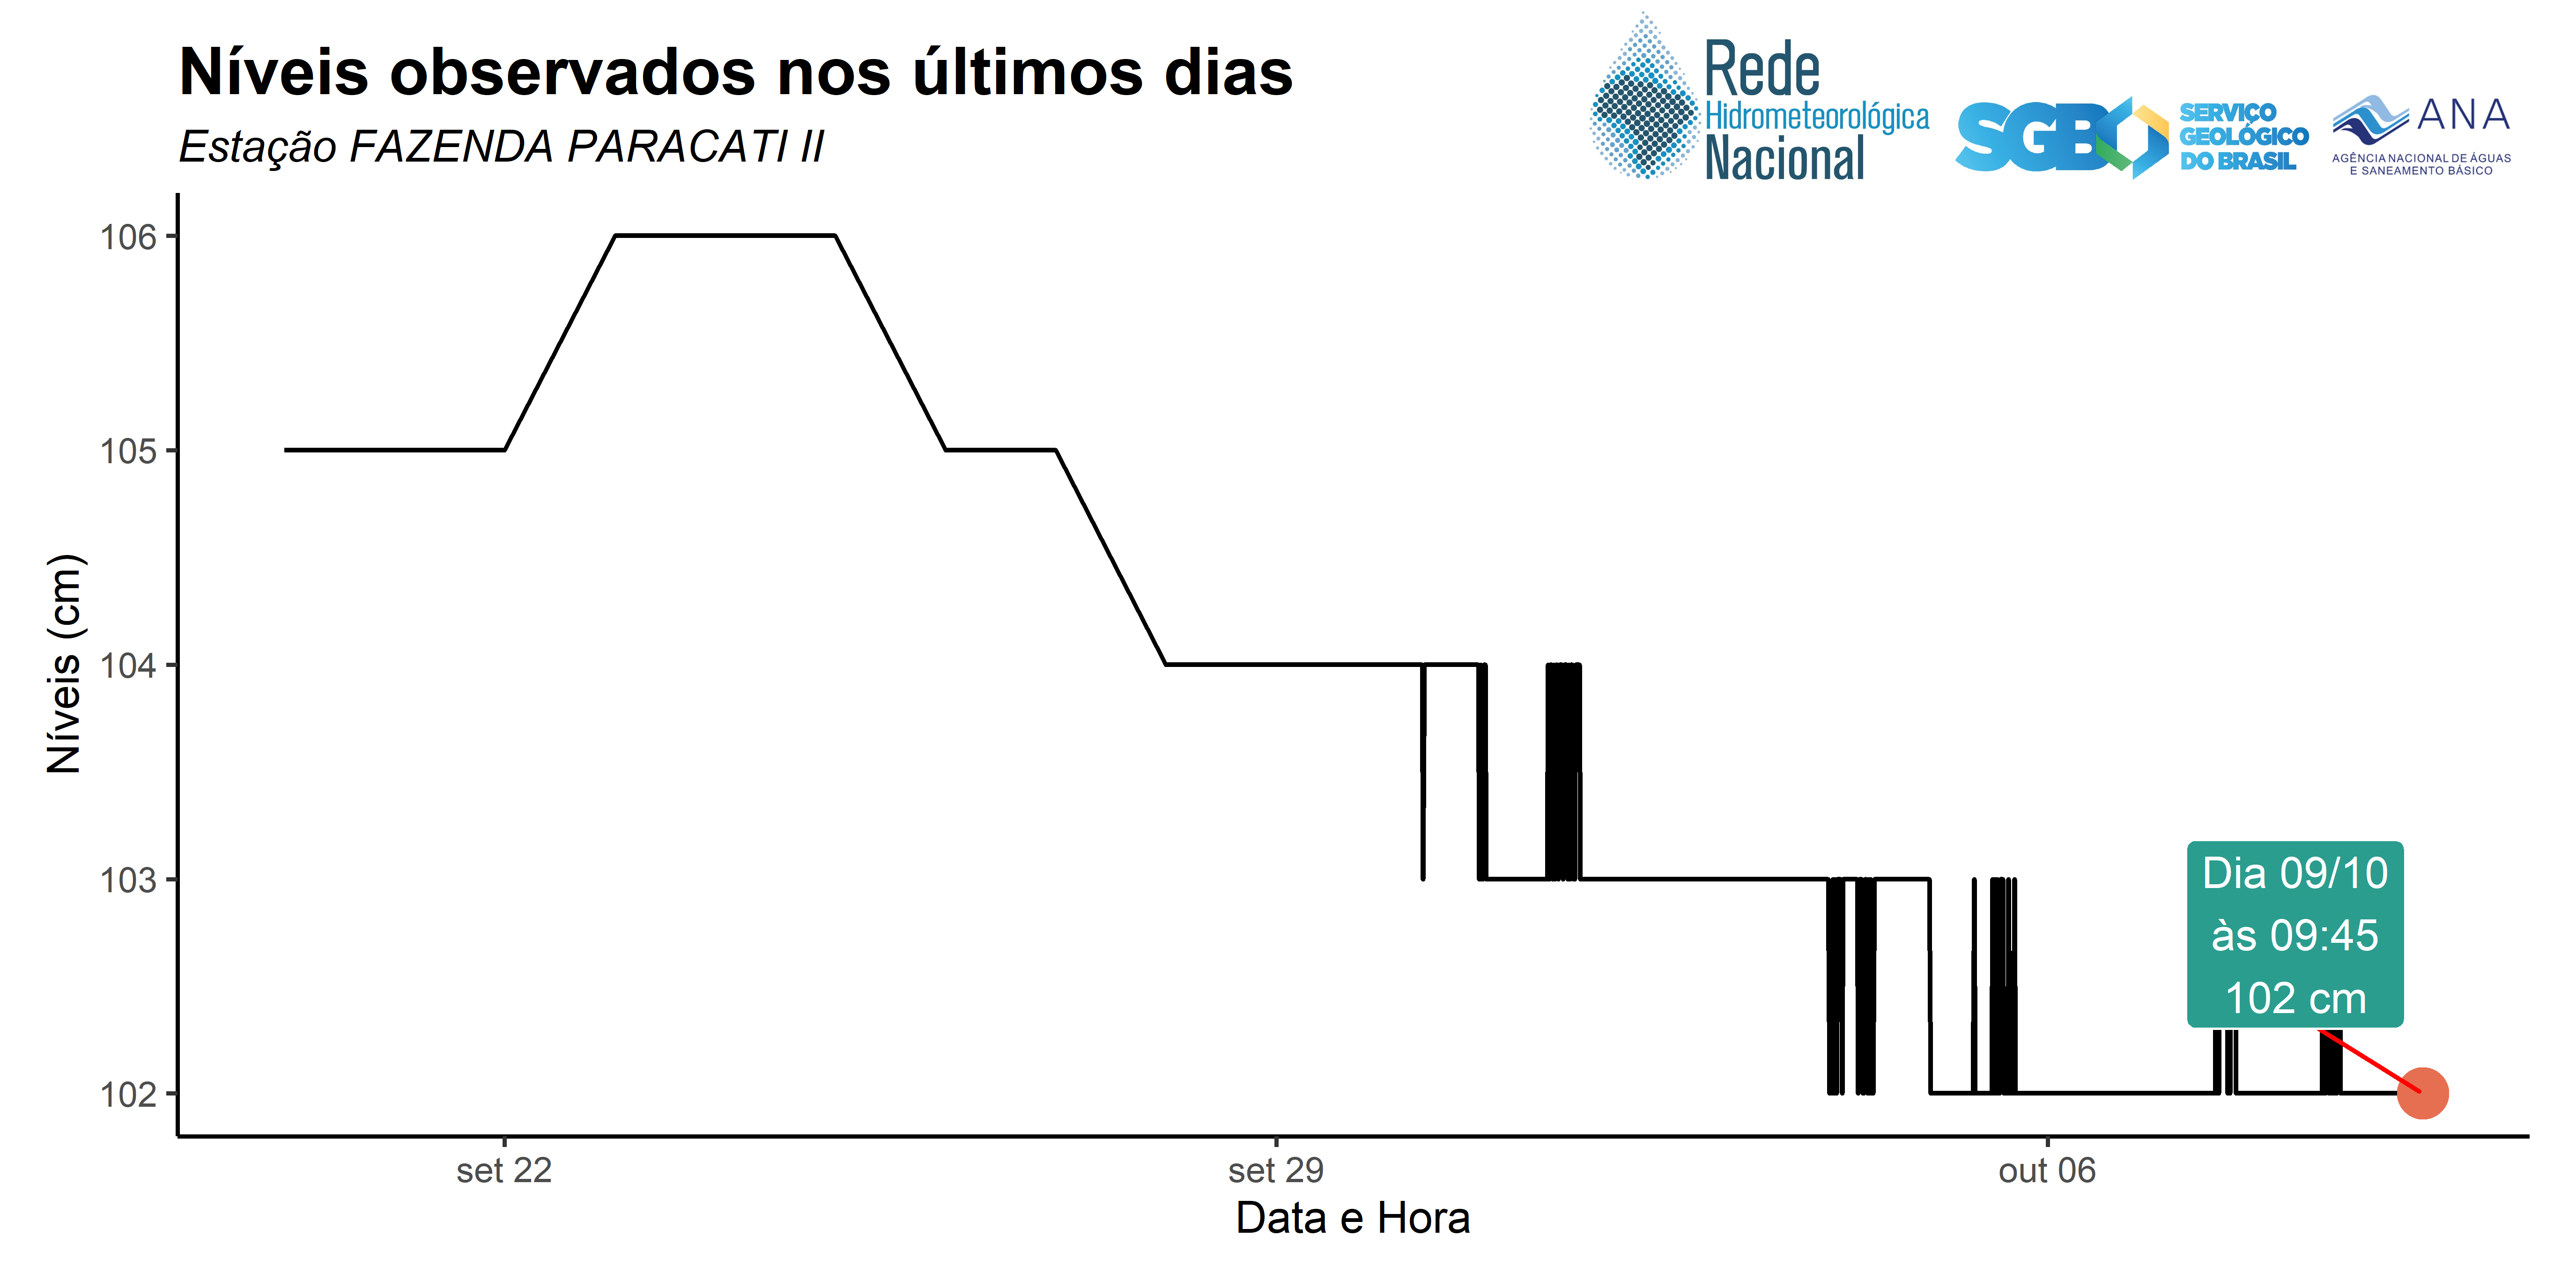 Níveis observados nos últimos dias
Estação FAZENDA PARACATI II
Rede
Hidrometeorológica
Nacional
SGB
SERVIÇO
GEOLÓGICO
DO BRASIL
ANA
AGÊNCIA NACIONAL DE ÁGUAS
E SANEAMENTO BÁSICO
Níveis (cm)
106
105
104
103
102
Dia 09/10
às 09:45
102 cm
set 22
set 29
out 06
Data e Hora